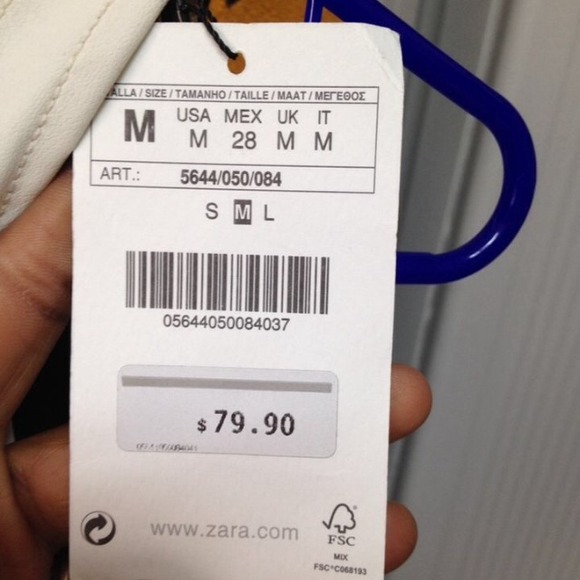 TALLA / SIZE / TAMANHO / TAILLE / MAAT / ΜΕΓΕΘΟΣ
M
USA MEX UK IT
M 28 M M
ART.: 5644/050/084
S M L
05644050084037
$ 79.90
www.zara.com
FSC
MIX
FSC®C068193